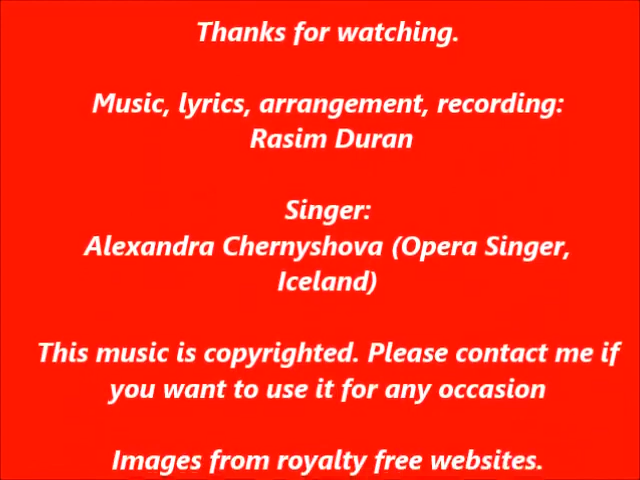 Thanks for watching.
Music, lyrics, arrangement, recording:
Rasim Duran
Singer:
Alexandra Chernyshova (Opera Singer,
Iceland)
This music is copyrighted. Please contact me if
you want to use it for any occasion
Images from royalty free websites.